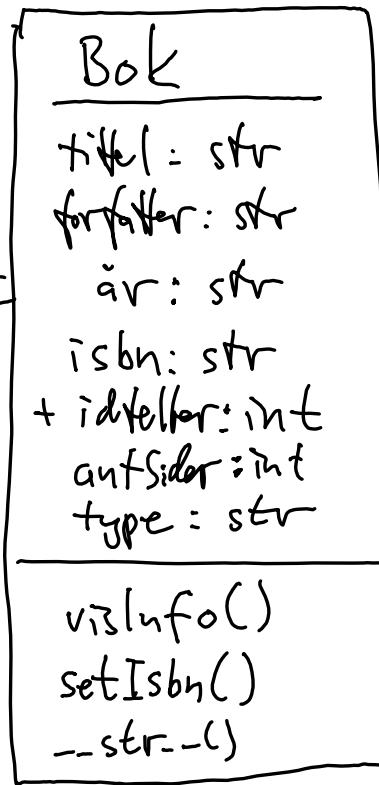 Bok
tittel: str
forfatter: str
år: str
isbn: str
+ idteller: int
antSider: int
type: str
visInfo()
setIsbn()
__str__()